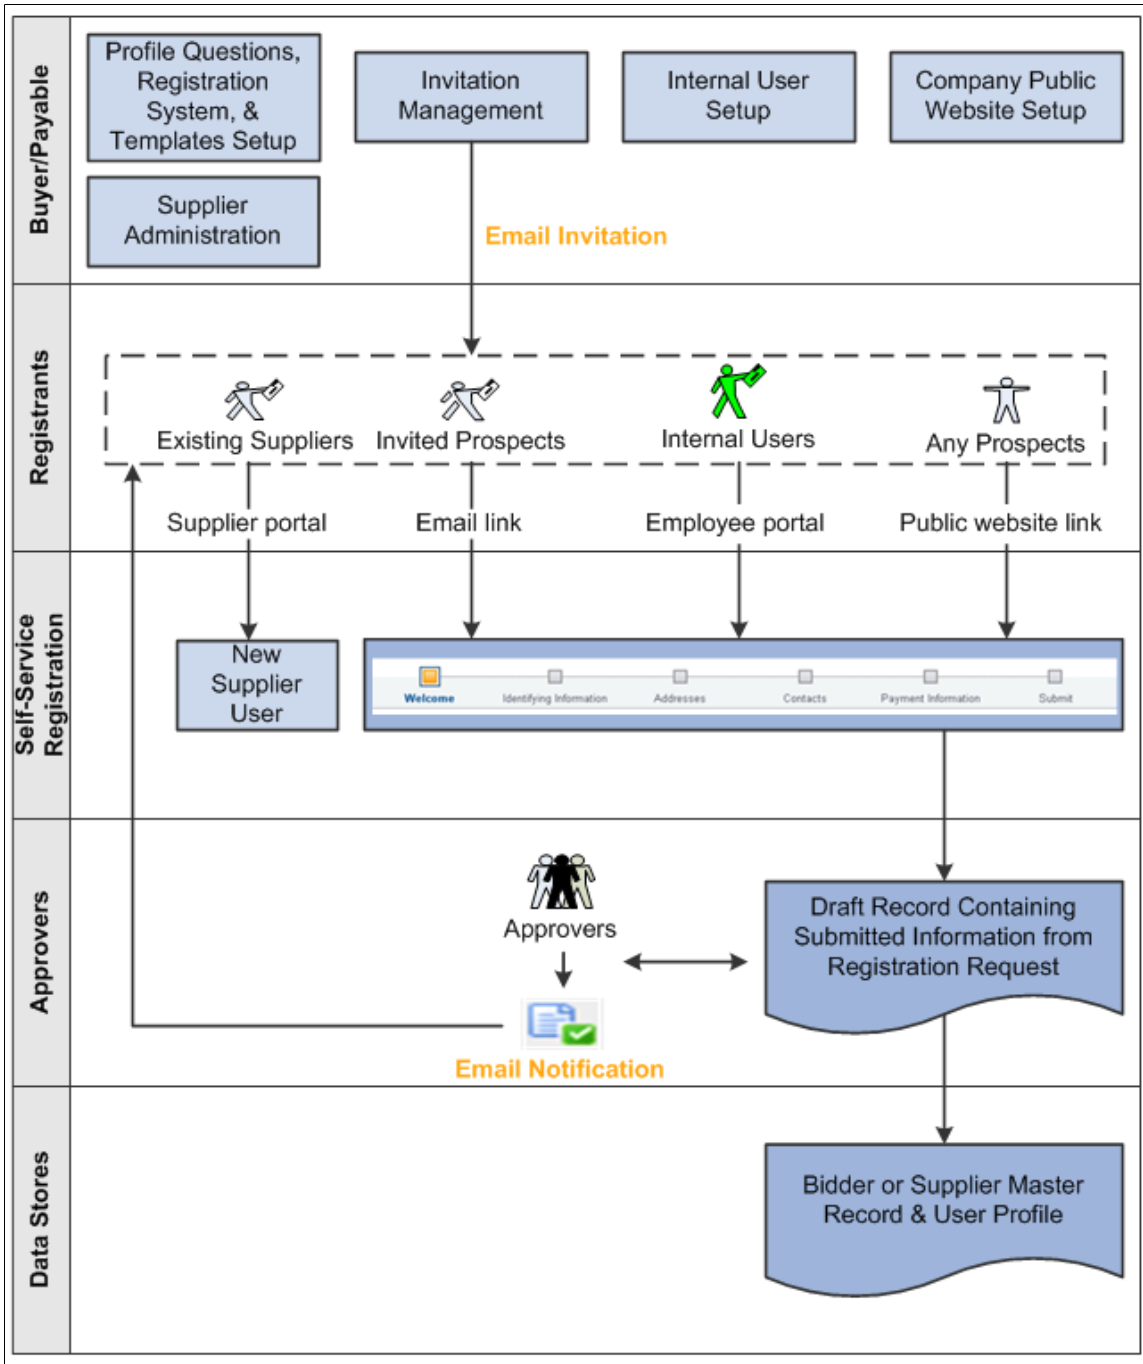 Buyer/Payable
Profile Questions,
Registration
System, &
Templates Setup
Invitation
Management
Internal User
Setup
Company Public
Website Setup
Supplier
Administration
Email Invitation
Registrants
Existing Suppliers
Invited Prospects
Internal Users
Any Prospects
Supplier portal
Email link
Employee portal
Public website link
Self-Service
Registration
New
Supplier
User
Welcome
Identifying Information
Addresses
Contacts
Payment Information
Submit
Approvers
Approvers
Draft Record Containing
Submitted Information from
Registration Request
Email Notification
Data Stores
Bidder or Supplier Master
Record & User Profile